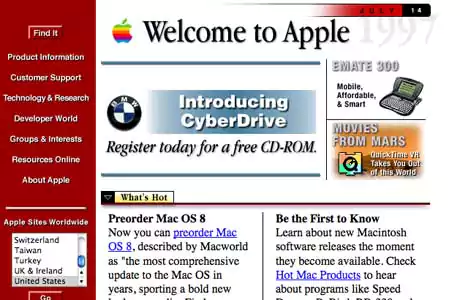 JULY 14
1997
Find It
Welcome to Apple
Product Information
Customer Support
Technology & Research
Developer World
Groups & Interests
Resources Online
About Apple
BMW
Introducing
CyberDrive
Register today for a free CD-ROM.
EMATE 300
Mobile,
Affordable,
& Smart
MOVIES
FROM MARS
QuickTime VR
Takes You Out
of this World
What's Hot
Apple Sites Worldwide
Switzerland
Taiwan
Turkey
UK & Ireland
United States
Go
Preorder Mac OS 8
Now you can preorder Mac
OS 8, described by Macworld
as "the most comprehensive
update to the Mac OS in
years, sporting a bold new
Be the First to Know
Learn about new Macintosh
software releases the moment
they become available. Check
Hot Mac Products to hear
about programs like Speed